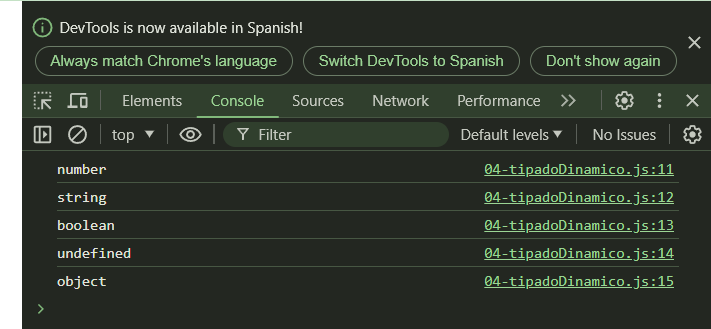 DevTools is now available in Spanish!
Always match Chrome's language Switch DevTools to Spanish Don't show again
Elements Console Sources Network Performance
top Filter Default levels No Issues
number 04-tipadoDinamico.js:11
string 04-tipadoDinamico.js:12
boolean 04-tipadoDinamico.js:13
undefined 04-tipadoDinamico.js:14
object 04-tipadoDinamico.js:15